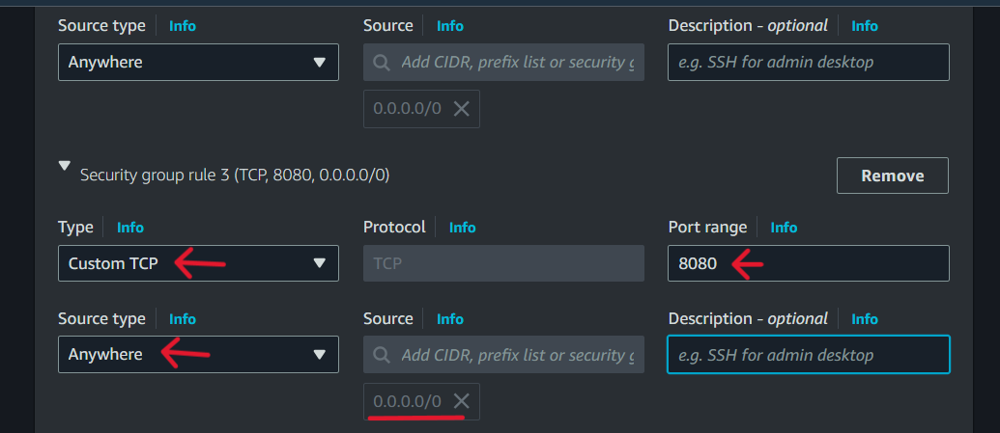 Source type Info Source Info Description - optional Info
Anywhere Add CIDR, prefix list or security g e.g. SSH for admin desktop
0.0.0.0/0
Security group rule 3 (TCP, 8080, 0.0.0.0/0) Remove
Type Info Protocol Info Port range Info
Custom TCP TCP 8080
Source type Info Source Info Description - optional Info
Anywhere Add CIDR, prefix list or security g e.g. SSH for admin desktop
0.0.0.0/0